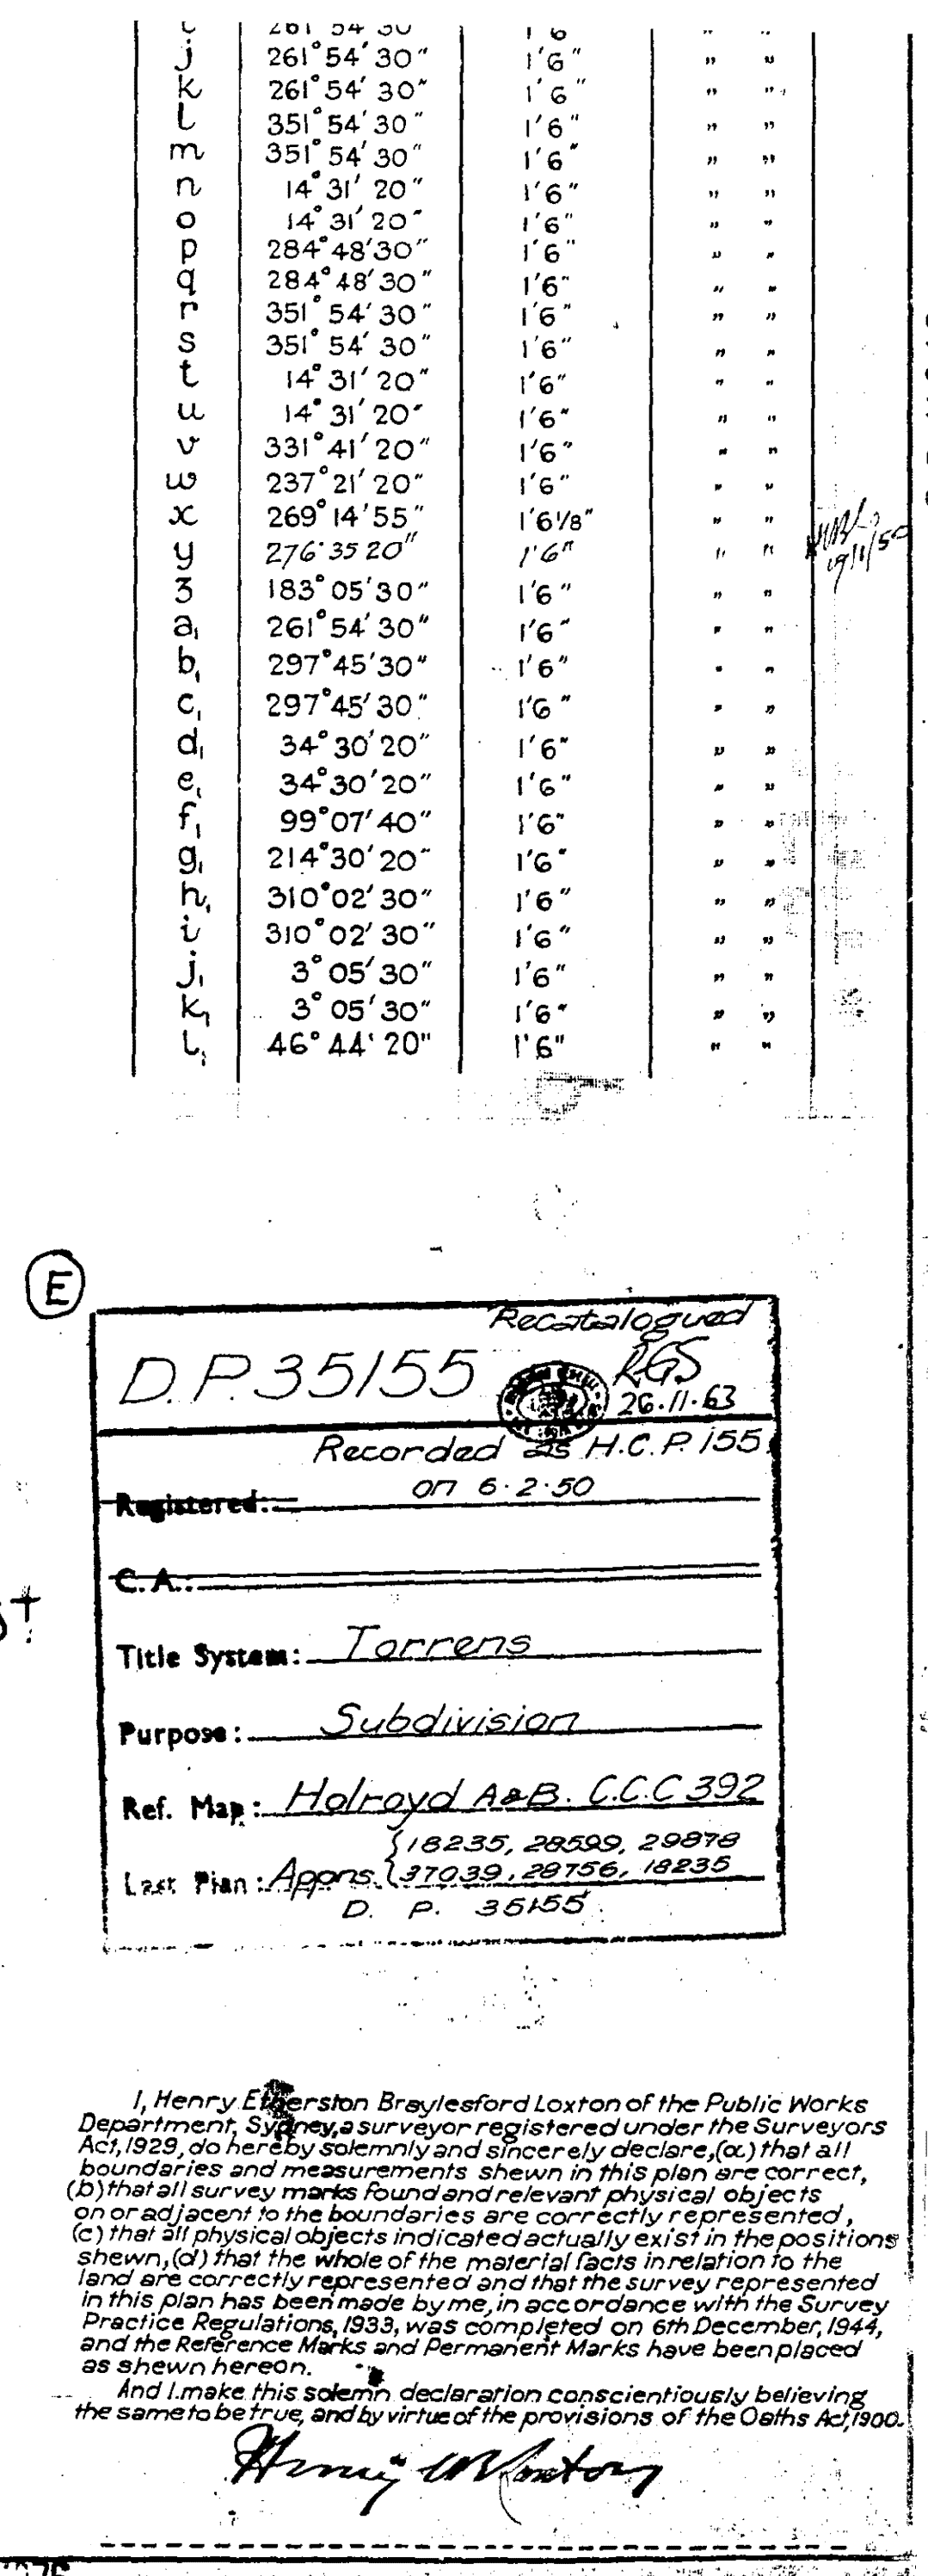 261°54'30" 1'6" " "
j 261°54'30" 1'6" " "
k 261°54'30" 1'6" " "
l 351°54'30" 1'6" " "
m 351°54'30" 1'6" " "
n 14°31'20" 1'6" " "
o 14°31'20" 1'6" " "
p 284°48'30" 1'6" " "
q 284°48'30" 1'6" " "
r 351°54'30" 1'6" " "
s 351°54'30" 1'6" " "
t 14°31'20" 1'6" " "
u 14°31'20" 1'6" " "
v 331°41'20" 1'6" " "
w 237°21'20" 1'6" " "
x 269°14'55" 1'6 1/8" " "
y 276°35 20" 1'6" " "
19/11/50
z 183°05'30" 1'6" " "
a₁ 261°54'30" 1'6" " "
b₁ 297°45'30" 1'6" " "
c₁ 297°45'30" 1'6" " "
d₁ 34°30'20" 1'6" " "
e₁ 34°30'20" 1'6" " "
f₁ 99°07'40" 1'6" " "
g₁ 214°30'20" 1'6" " "
h₁ 310°02'30" 1'6" " "
i 310°02'30" 1'6" " "
j₁ 3°05'30" 1'6" " "
k₁ 3°05'30" 1'6" " "
l₁ 46°44'20" 1'6" " "
E
Recatalogued
D.P. 35155 RGS
26.11.63
Recorded as H.C.P. 155
on 6.2.50
Registered:
C.A.:
Title System: Torrens
Purpose: Subdivision
Ref. Map: Holroyd A&B. C.C.C 392
{18235, 28599, 29878
Last Plan: Appns. {37039, 28756, 18235
D. P. 35155
I, Henry Etherston Braylesford Loxton of the Public Works
Department, Sydney, a surveyor registered under the Surveyors
Act, 1929, do hereby solemnly and sincerely declare, (a) that all
boundaries and measurements shewn in this plan are correct,
(b) that all survey marks found and relevant physical objects
on or adjacent to the boundaries are correctly represented,
(c) that all physical objects indicated actually exist in the positions
shewn, (d) that the whole of the material facts in relation to the
land are correctly represented and that the survey represented
in this plan has been made by me, in accordance with the Survey
Practice Regulations, 1933, was completed on 6th December, 1944,
and the Reference Marks and Permanent Marks have been placed
as shewn hereon.
And I make this solemn declaration conscientiously believing
the same to be true, and by virtue of the provisions of the Oaths Act, 1900.